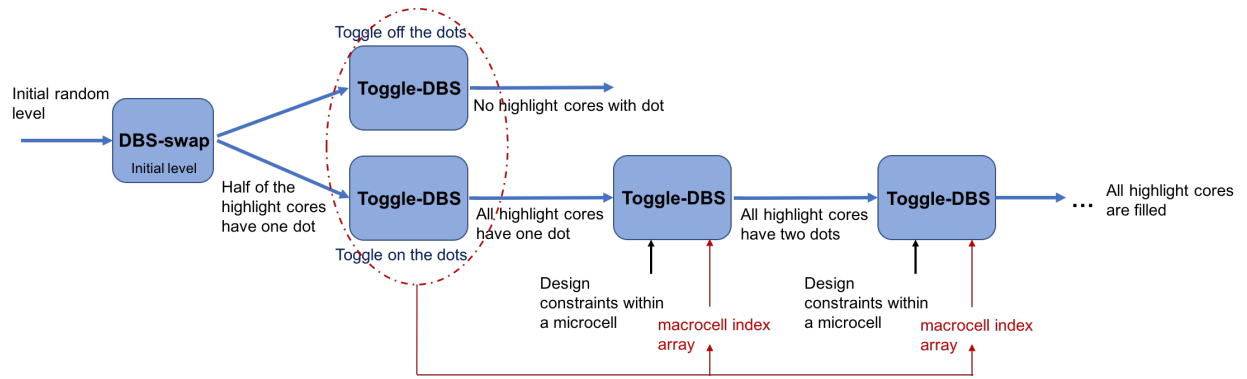 Toggle off the dots
Toggle-DBS
No highlight cores with dot
Initial random
level
DBS-swap
Initial level
Half of the
highlight cores
have one dot
Toggle-DBS
Toggle on the dots
All highlight cores
have one dot
Toggle-DBS
Design
constraints within
a microcell
macrocell index
array
All highlight cores
have two dots
Toggle-DBS
Design
constraints within
a microcell
macrocell index
array
...
All highlight cores
are filled